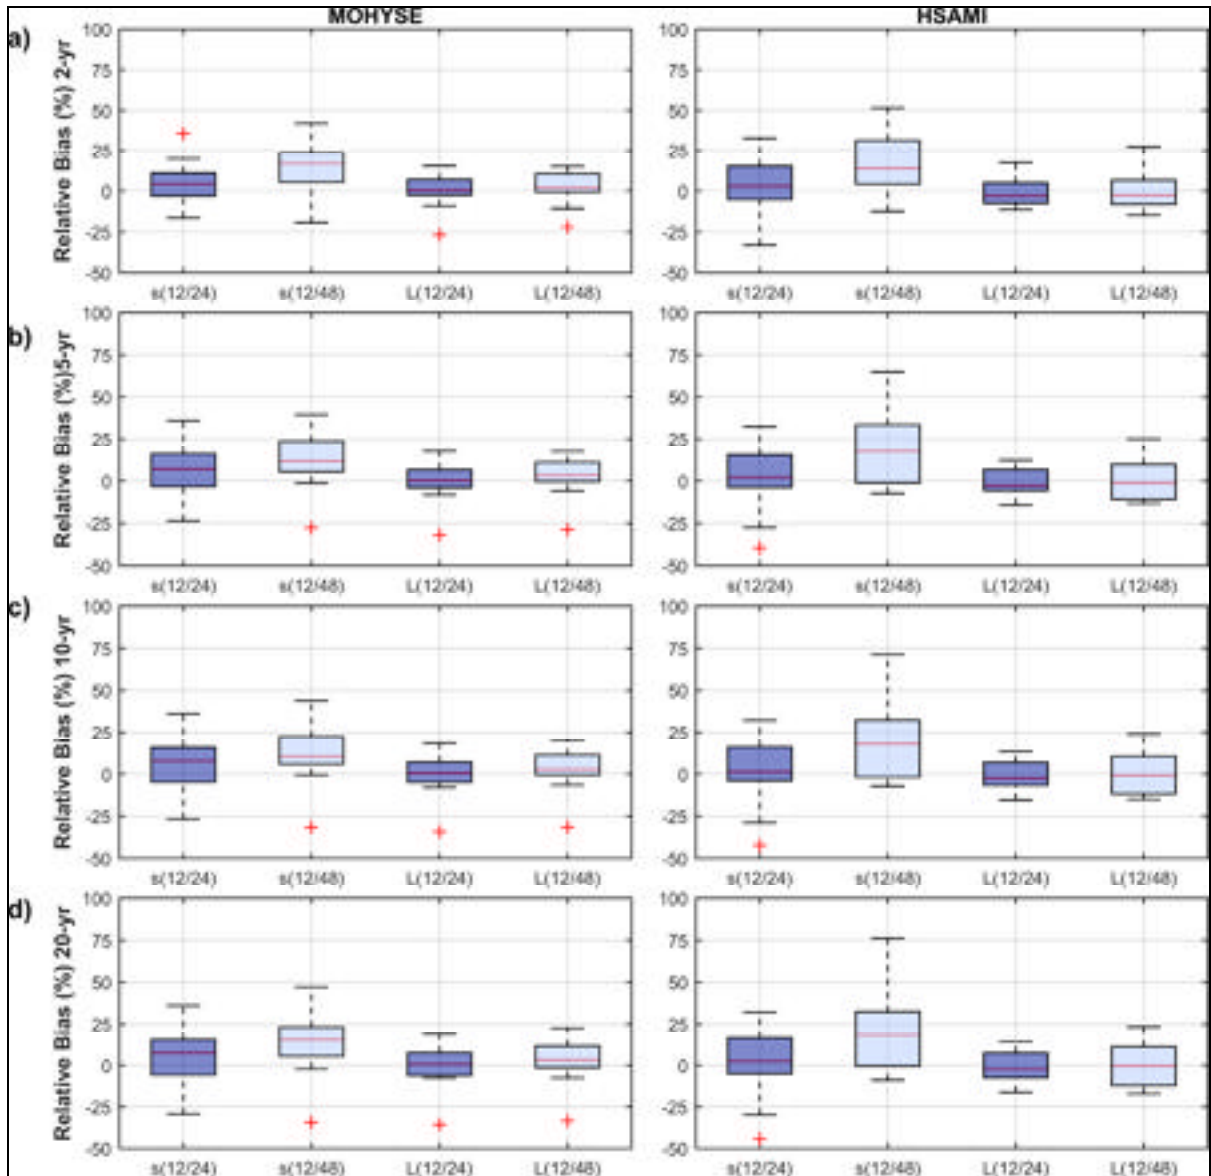 MOHYSE HSAMI
a)
Relative Bias (%) 2-yr
100 100
75 75
50 50
25 25
0 0
-25 -25
-50 -50
s(12/24) s(12/48) L(12/24) L(12/48) s(12/24) s(12/48) L(12/24) L(12/48)
b)
Relative Bias (%)5-yr
100 100
75 75
50 50
25 25
0 0
-25 -25
-50 -50
s(12/24) s(12/48) L(12/24) L(12/48) s(12/24) s(12/48) L(12/24) L(12/48)
c)
Relative Bias (%) 10-yr
100 100
75 75
50 50
25 25
0 0
-25 -25
-50 -50
s(12/24) s(12/48) L(12/24) L(12/48) s(12/24) s(12/48) L(12/24) L(12/48)
d)
Relative Bias (%) 20-yr
100 100
75 75
50 50
25 25
0 0
-25 -25
-50 -50
s(12/24) s(12/48) L(12/24) L(12/48) s(12/24) s(12/48) L(12/24) L(12/48)